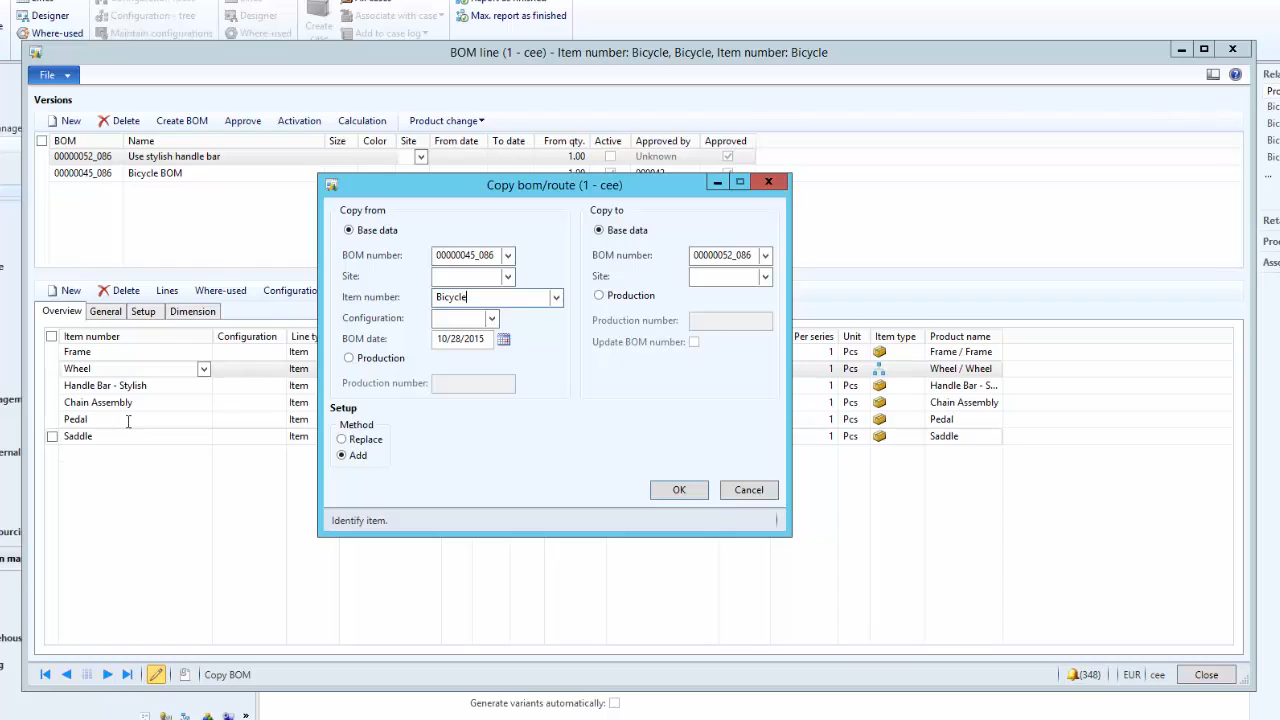 Designer
Configuration - tree
Designer
Create
Associate with case
Max. report as finished
Where-used
Maintain configurations
Where-used
Add to case log
BOM line (1 - cee) - Item number: Bicycle, Bicycle, Item number: Bicycle
File
Versions
New Delete Create BOM Approve Activation Calculation Product change
BOM Name Size Color Site From date To date From qty. Active Approved by Approved
00000052_086 Use stylish handle bar 1.00 Unknown
00000045_086 Bicycle BOM
Copy bom/route (1 - cee)
Copy from
Copy to
Base data
Base data
BOM number: 00000045_086
BOM number: 00000052_086
Site:
Site:
Item number: Bicycle
Production
Configuration:
Production number:
BOM date: 10/28/2015
Update BOM number:
Production
Production number:
Setup
Method
Replace
Add
OK Cancel
Identify item.
New Delete Lines Where-used
Overview General Setup Dimension
Item number Configuration Per series Unit Item type Product name
Frame Item 1 Pcs Frame / Frame
Wheel Item 1 Pcs Wheel / Wheel
Handle Bar - Stylish Item 1 Pcs Handle Bar - S...
Chain Assembly Item 1 Pcs Chain Assembly
Pedal Item 1 Pcs Pedal
Saddle Item 1 Pcs Saddle
Copy BOM
(348) EUR cee Close
Generate variants automatically: